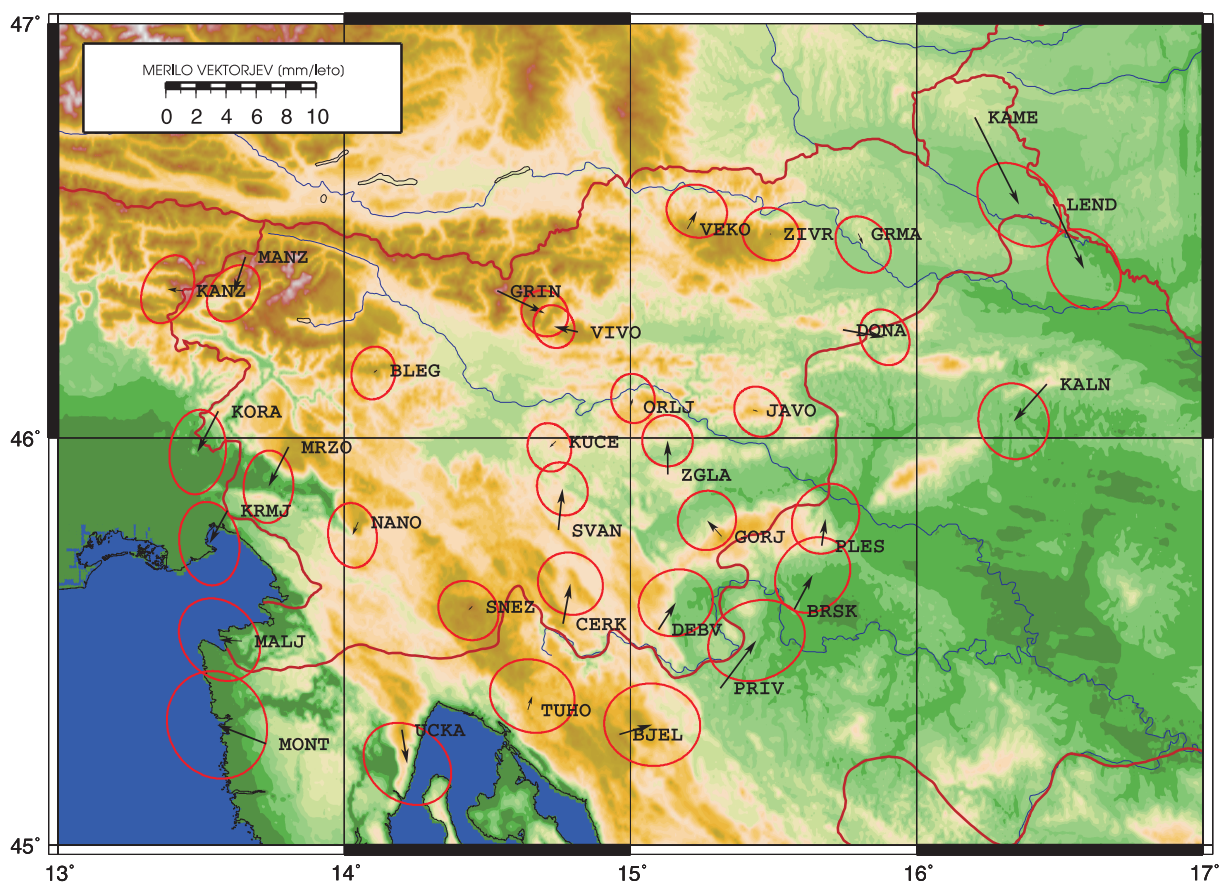 47°
MERILO VEKTORJEV (mm/leto)
0 2 4 6 8 10
KAME
LEND
VEKO
ZIVR
GRMA
MANZ
KANZ
GRIN
VIVO
DONA
BLEG
KALN
ORLJ
JAVO
KORA
46°
KUCE
MRZO
ZGLA
KRMJ
NANO
SVAN
GORJ
PLES
SNEZ
CERK
DEBV
BRSK
MALJ
PRIV
TUHO
UCKA
BJEL
MONT
45°
13° 14° 15° 16° 17°